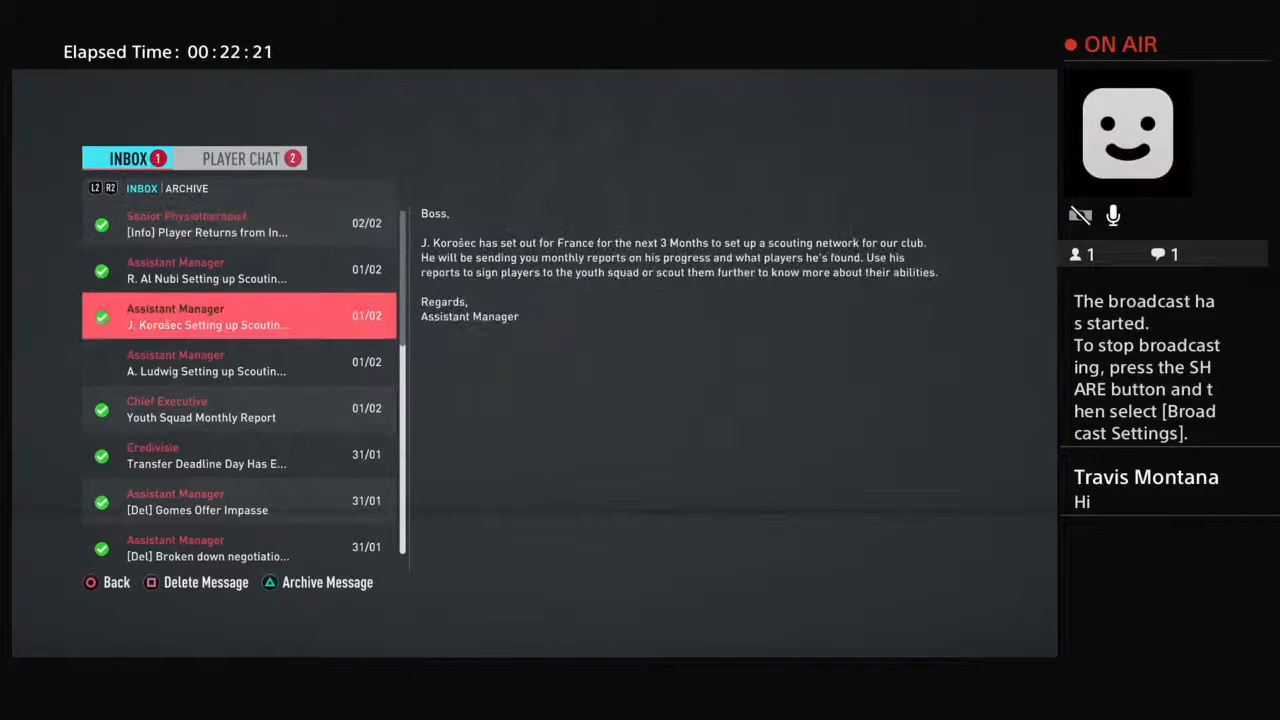 Elapsed Time: 00:22:21
ON AIR
INBOX 1 PLAYER CHAT 2
L2 R2 INBOX | ARCHIVE
Senior Physiotherapist
[Info] Player Returns from In... 02/02
Assistant Manager
R. Al Nubi Setting up Scoutin... 01/02
Assistant Manager
J. Korošec Setting up Scoutin... 01/02
Assistant Manager
A. Ludwig Setting up Scoutin... 01/02
Chief Executive
Youth Squad Monthly Report 01/02
Eredivisie
Transfer Deadline Day Has E... 31/01
Assistant Manager
[Del] Gomes Offer Impasse 31/01
Assistant Manager
[Del] Broken down negotiatio... 31/01
Boss,
J. Korošec has set out for France for the next 3 Months to set up a scouting network for our club.
He will be sending you monthly reports on his progress and what players he's found. Use his
reports to sign players to the youth squad or scout them further to know more about their abilities.
Regards,
Assistant Manager
Back Delete Message Archive Message
1 1
The broadcast ha
s started.
To stop broadcast
ing, press the SH
ARE button and t
hen select [Broad
cast Settings].
Travis Montana
Hi